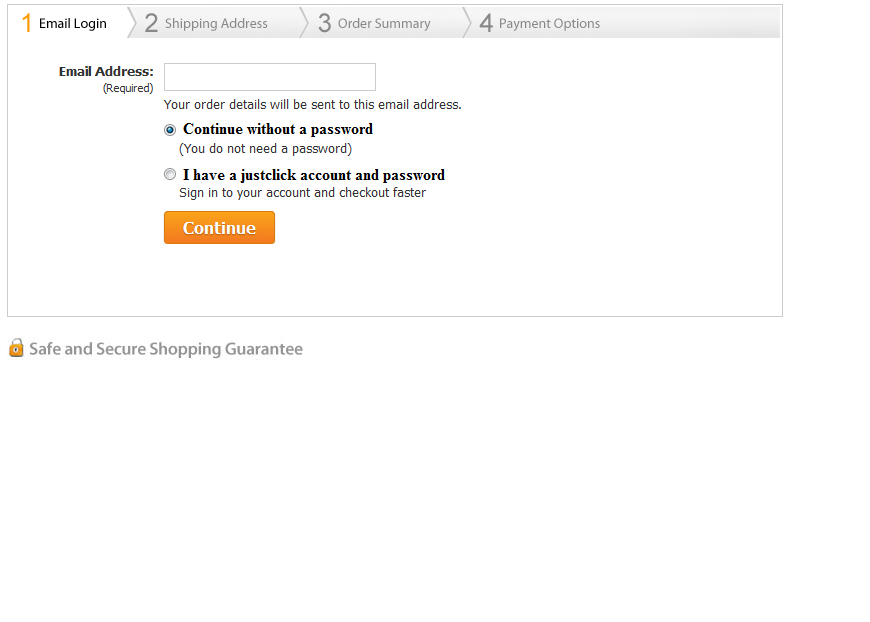 1 Email Login 2 Shipping Address 3 Order Summary 4 Payment Options
Email Address:
(Required)
Your order details will be sent to this email address.
Continue without a password
(You do not need a password)
I have a justclick account and password
Sign in to your account and checkout faster
Continue
Safe and Secure Shopping Guarantee